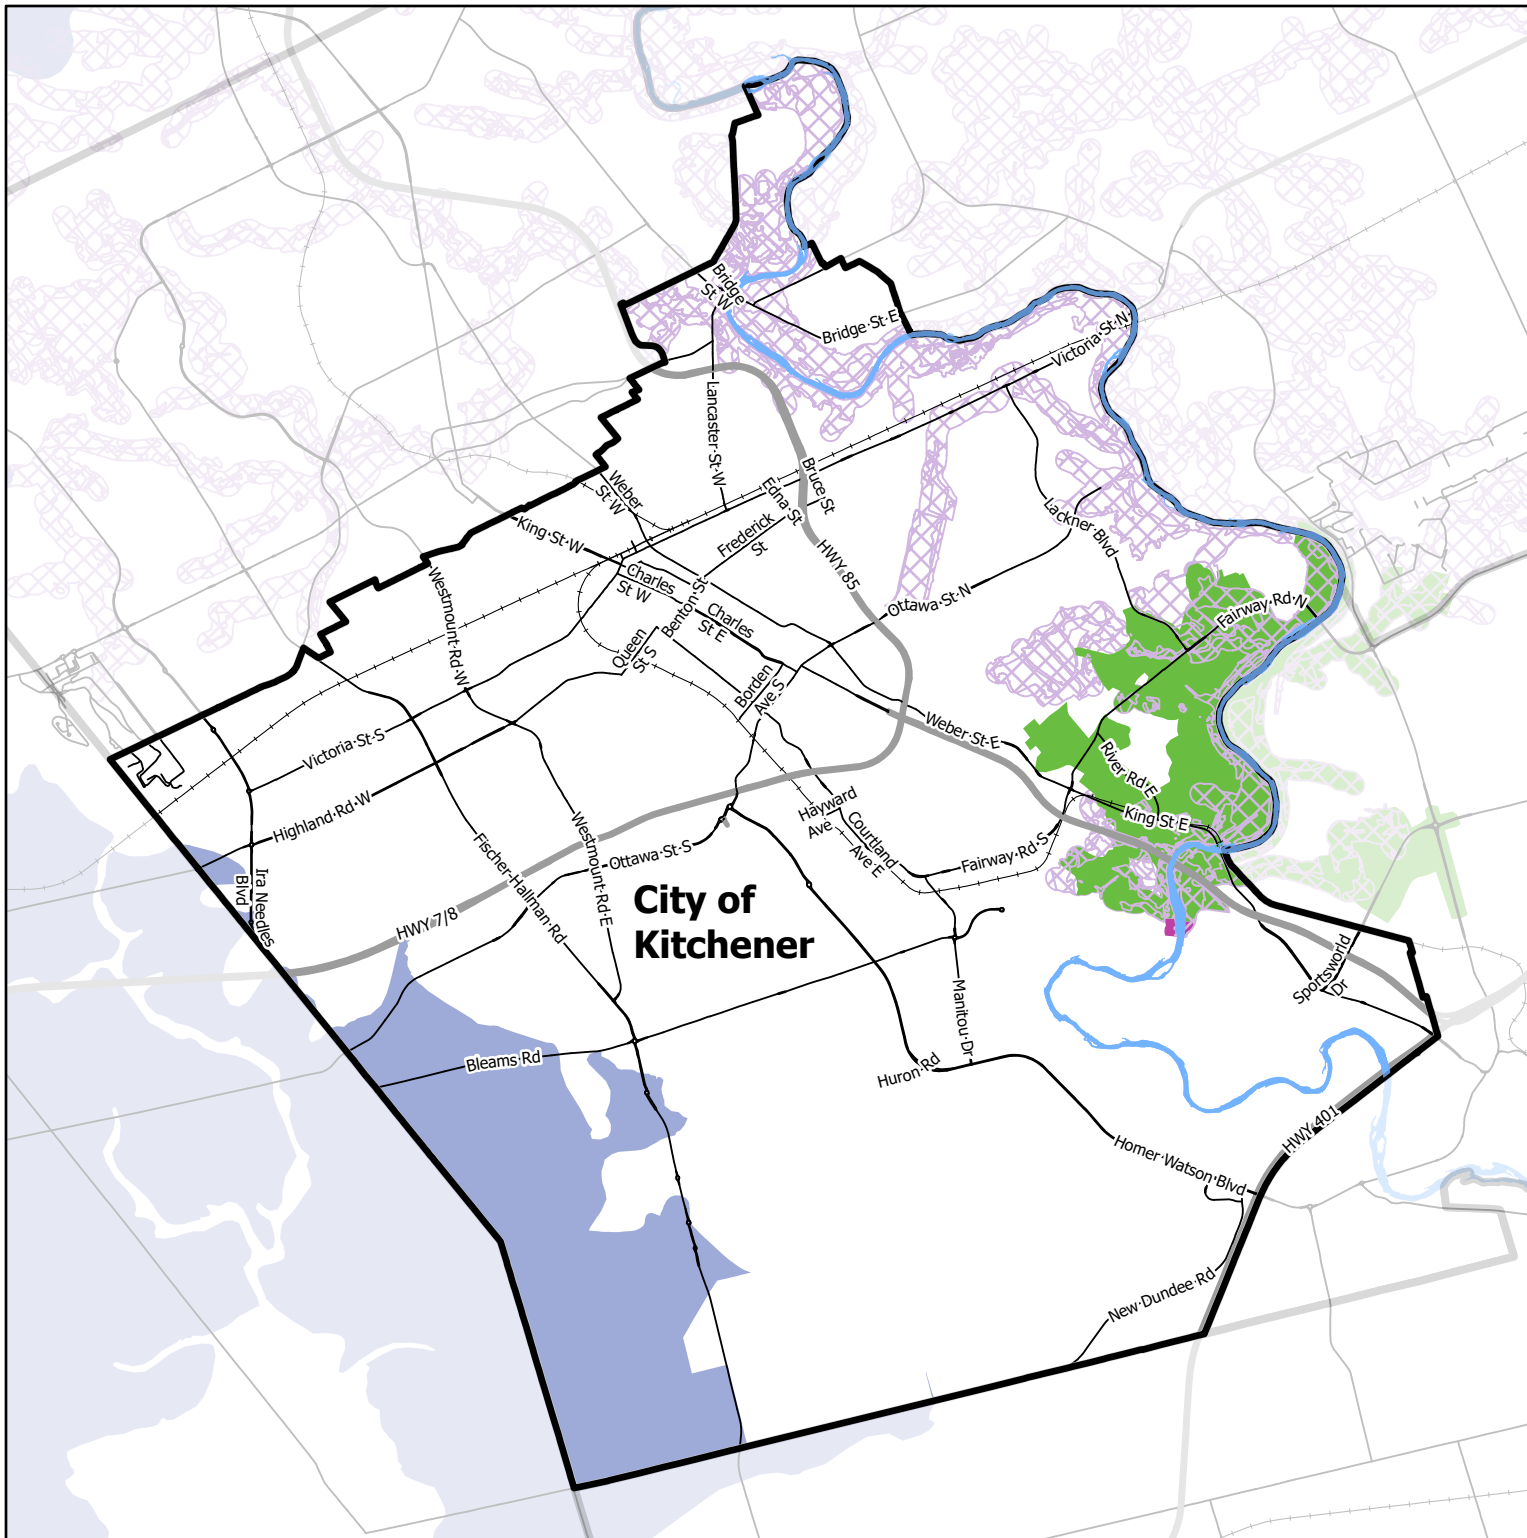 Bridge
St W
Bridge St E
Victoria St N
Lancaster St W
Weber
St W
Bruce St
Edna St
Frederick
St
King St W
Lackner Blvd
HWY 85
Charles
St W
Westmount Rd W
Benton St
Charles
St E
Ottawa St N
Fairway Rd N
Queen
St S
Borden
Ave S
Victoria St S
Weber St E
River Rd E
Highland Rd W
Hayward
Ave
King St E
Courtland
Ave E
Westmount Rd E
Fischer-Hallman Rd
Ottawa St S
Fairway Rd S
Ira Needles
Blvd
HWY 7/8
City of
Kitchener
Sportsworld
Dr
Manitou Dr
Bleams Rd
Huron Rd
HWY 401
Homer Watson Blvd
New Dundee Rd